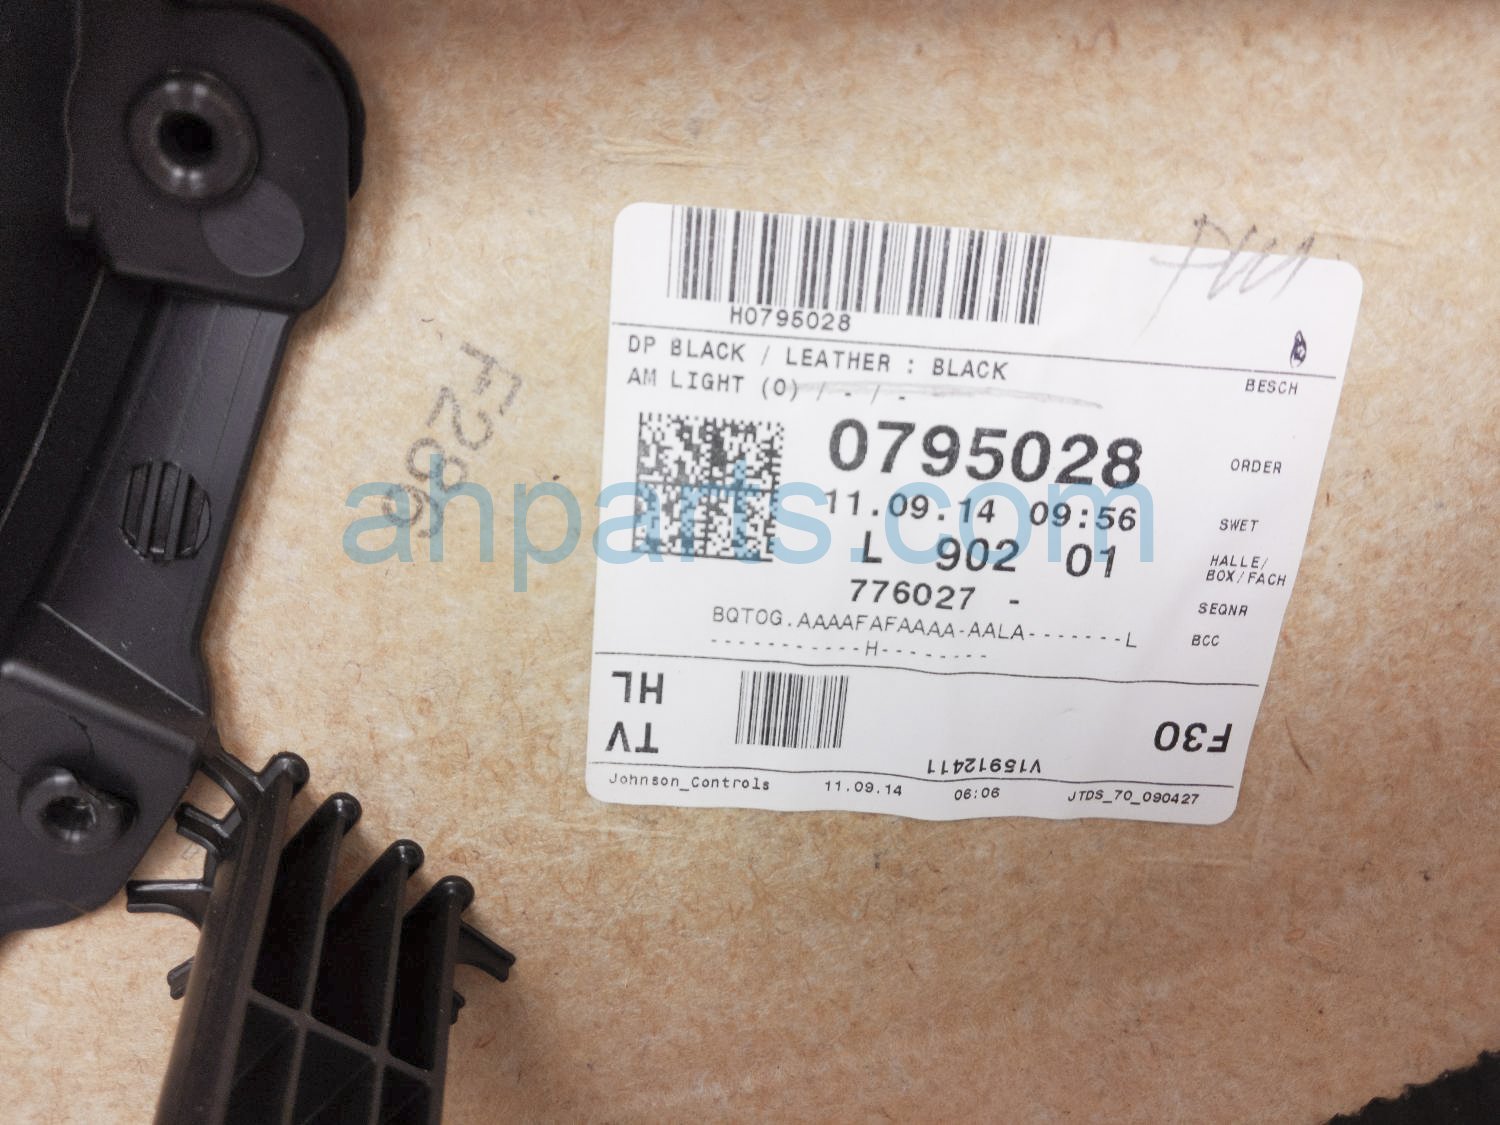 H0795028
DP BLACK / LEATHER : BLACK
AM LIGHT (O) / - / -
BESCH
0795028
ORDER
11.09.14 09:56
SWET
L 902 01
HALLE/
BOX/FACH
776027 -
SEQNR
BQTOG.AAAAFAFAAAA-AALA-------L
BCC
------------H--------
HL
TV
F30
V15912411
Johnson_Controls 11.09.14 06:06 JTDS_70_090427
F296
ahparts.com